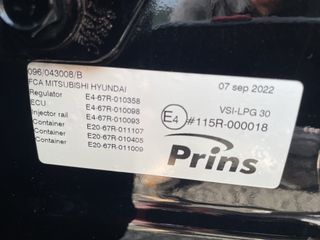 096/043008/B
FCA MITSUBISHI HYUNDAI
07 sep 2022
Regulator E4-67R-010358
ECU E4-67R-010098
Injector rail E4-67R-010093
Container E20-67R-011107
Container E20-67R-010405
Container E20-67R-011009
VSI-LPG 30
E4 #115R-000018
Prins